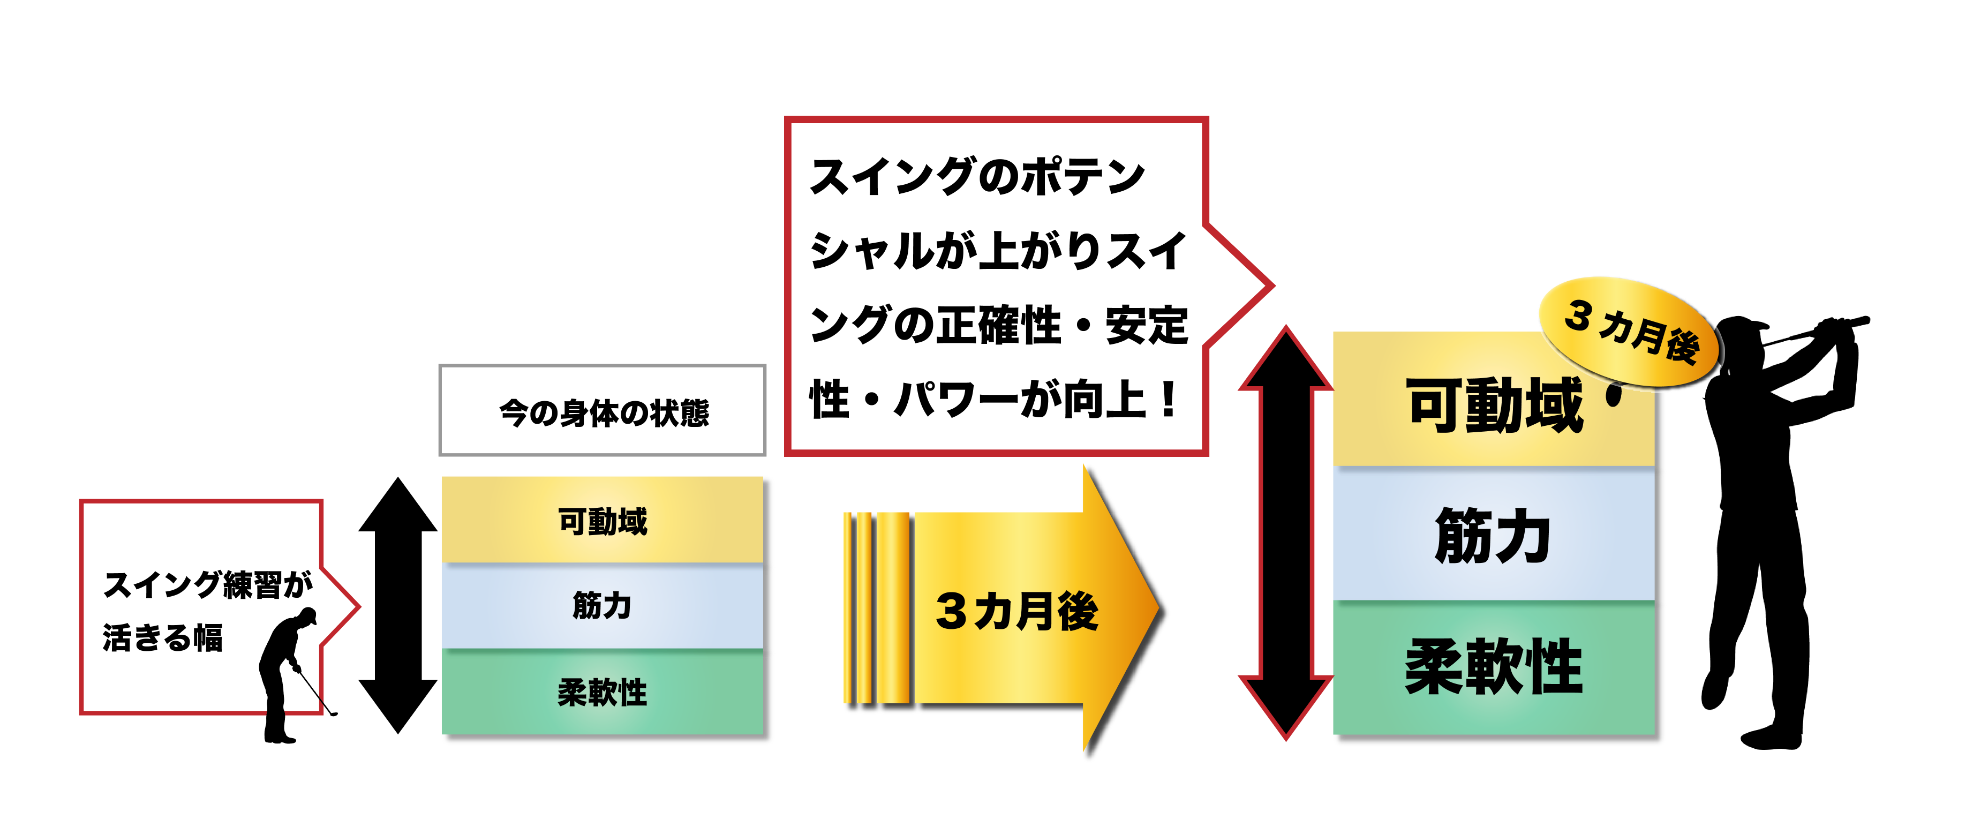 スイング練習が
活きる幅
今の身体の状態
可動域
筋力
柔軟性
スイングのポテン
シャルが上がりスイ
ングの正確性・安定
性・パワーが向上！
３カ月後
３カ月後
可動域
筋力
柔軟性